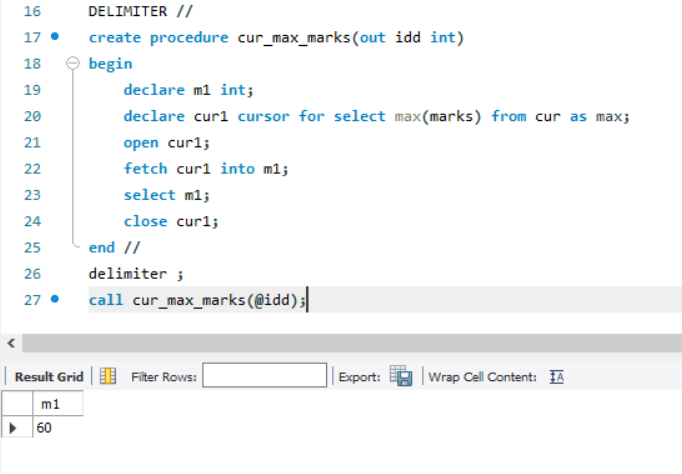 16 DELIMITER //
17 create procedure cur_max_marks(out idd int)
18 begin
19 declare m1 int;
20 declare cur1 cursor for select max(marks) from cur as max;
21 open cur1;
22 fetch cur1 into m1;
23 select m1;
24 close cur1;
25 end //
26 delimiter ;
27 call cur_max_marks(@idd);
Result Grid Filter Rows: Export: Wrap Cell Content: IA
m1
60